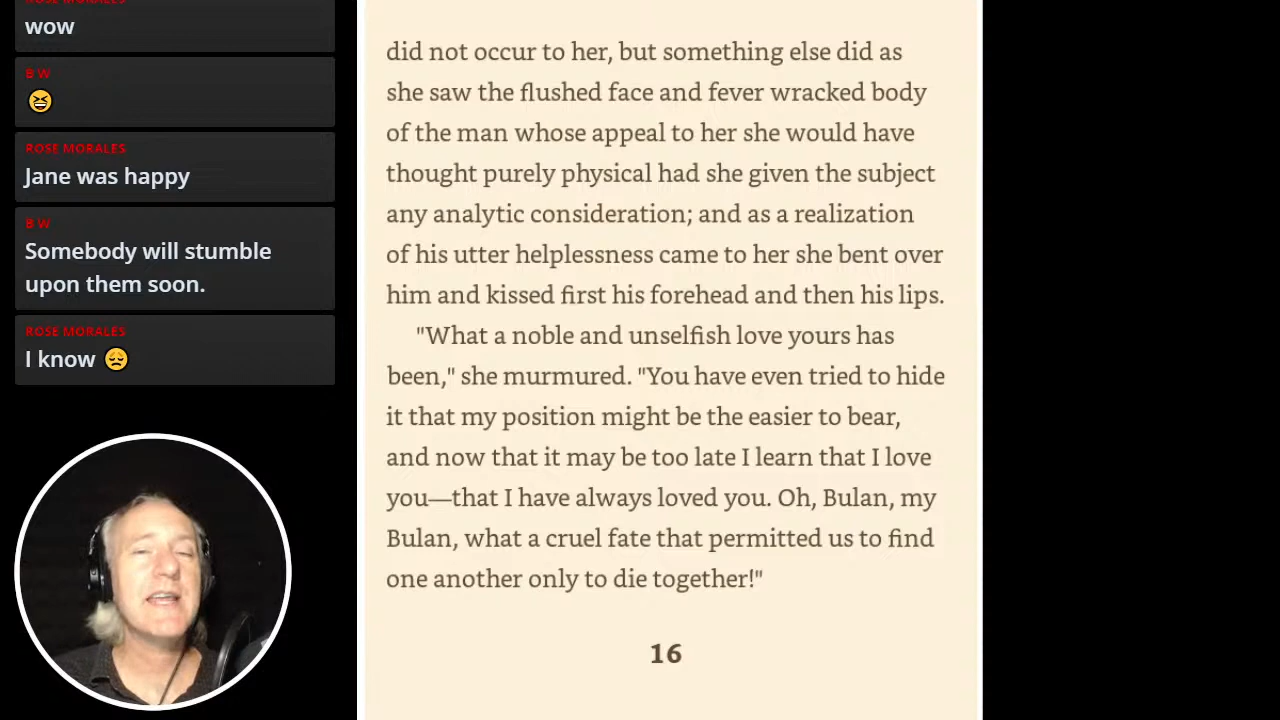 wow
B W
😆
ROSE MORALES
Jane was happy
B W
Somebody will stumble
upon them soon.
ROSE MORALES
I know 😞
did not occur to her, but something else did as
she saw the flushed face and fever wracked body
of the man whose appeal to her she would have
thought purely physical had she given the subject
any analytic consideration; and as a realization
of his utter helplessness came to her she bent over
him and kissed first his forehead and then his lips.
"What a noble and unselfish love yours has
been," she murmured. "You have even tried to hide
it that my position might be the easier to bear,
and now that it may be too late I learn that I love
you—that I have always loved you. Oh, Bulan, my
Bulan, what a cruel fate that permitted us to find
one another only to die together!"
16